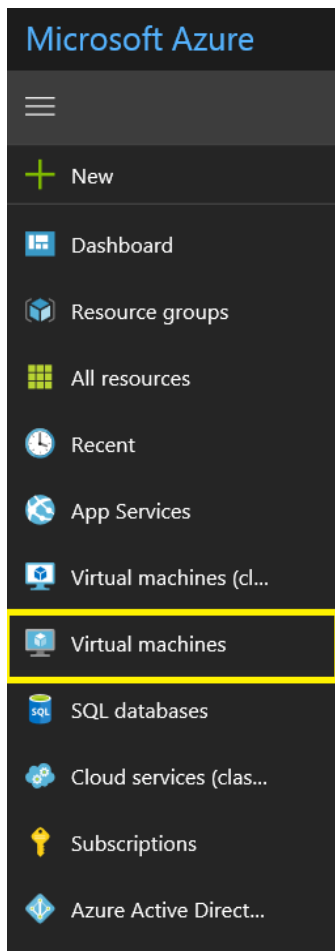 Microsoft Azure
New
Dashboard
Resource groups
All resources
Recent
App Services
Virtual machines (cl...
Virtual machines
SQL
SQL databases
Cloud services (clas...
Subscriptions
Azure Active Direct...